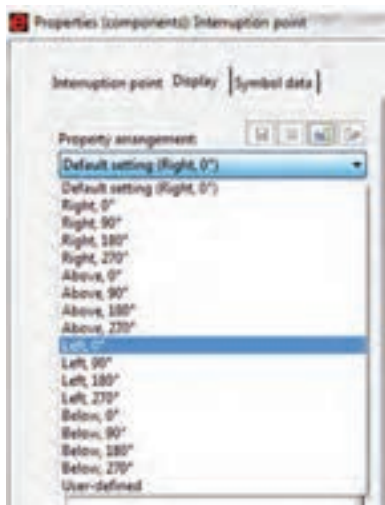 Properties (components): Interruption point
Interruption point Display Symbol data
Property arrangement:
Default setting (Right, 0°)
Default setting (Right, 0°)
Right, 0°
Right, 90°
Right, 180°
Right, 270°
Above, 0°
Above, 90°
Above, 180°
Above, 270°
Left, 0°
Left, 90°
Left, 180°
Left, 270°
Below, 0°
Below, 90°
Below, 180°
Below, 270°
User-defined